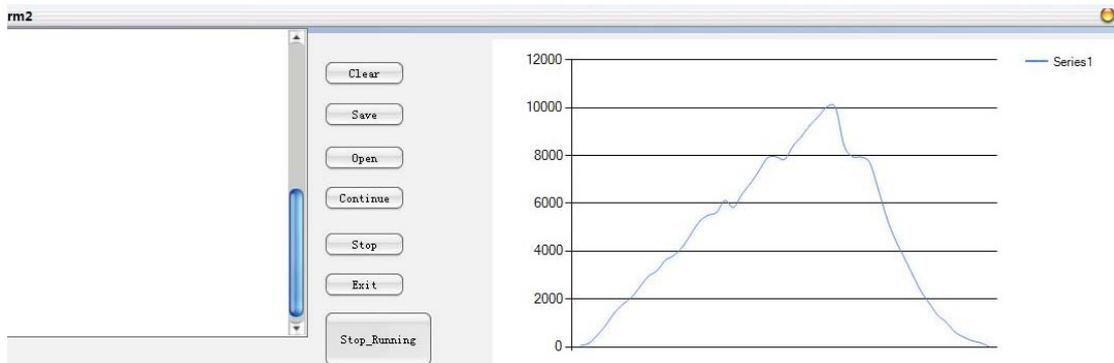 rm2
Clear
Save
Open
Continue
Stop
Exit
Stop_Running
12000
10000
8000
6000
4000
2000
0
Series1